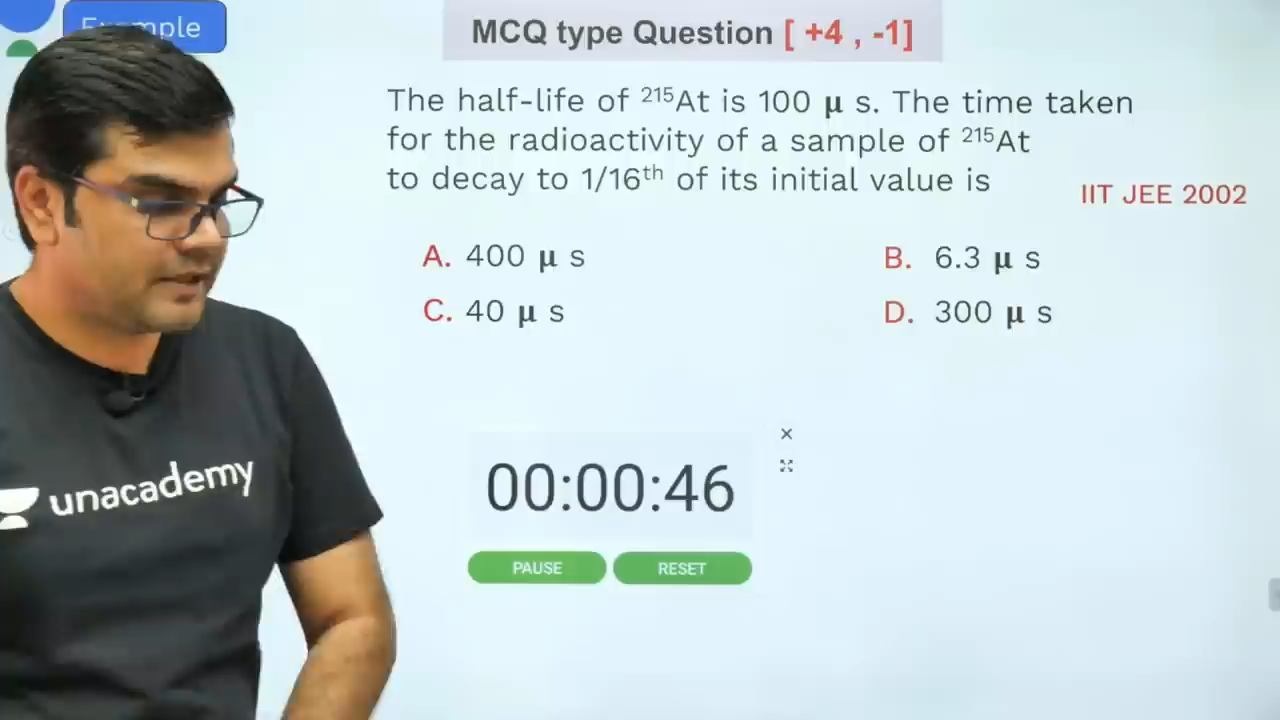 Example
MCQ type Question [ +4 , -1]
The half-life of ²¹⁵At is 100 μ s. The time taken
for the radioactivity of a sample of ²¹⁵At
to decay to 1/16ᵗʰ of its initial value is
IIT JEE 2002
A. 400 μ s
B. 6.3 μ s
C. 40 μ s
D. 300 μ s
00:00:46
PAUSE
RESET
unacademy